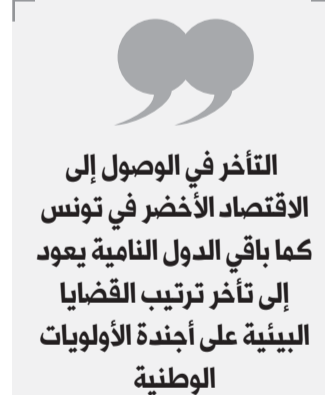 التأخر في الوصول إلى
الاقتصاد الأخضر في تونس
كما باقي الدول النامية يعود
إلى تأخر ترتيب القضايا
البيئية على أجندة الأولويات
الوطنية